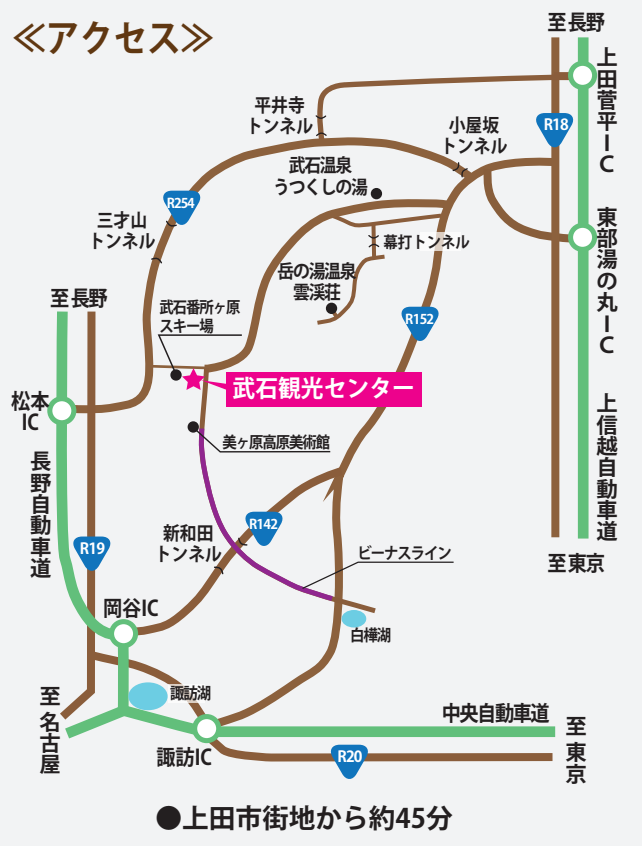 ≪アクセス≫
至長野
上田菅平IC
平井寺
トンネル
小屋坂
トンネル
R18
武石温泉
うつくしの湯
R254
三才山
トンネル
幕打トンネル
東部湯の丸IC
岳の湯温泉
雲渓荘
至長野
武石番所ヶ原
スキー場
R152
武石観光センター
松本
IC
上信越自動車道
美ヶ原高原美術館
長野自動車道
R142
新和田
トンネル
R19
ビーナスライン
至東京
岡谷IC
白樺湖
諏訪湖
至名古屋
中央自動車道
至東京
諏訪IC
R20
●上田市街地から約45分